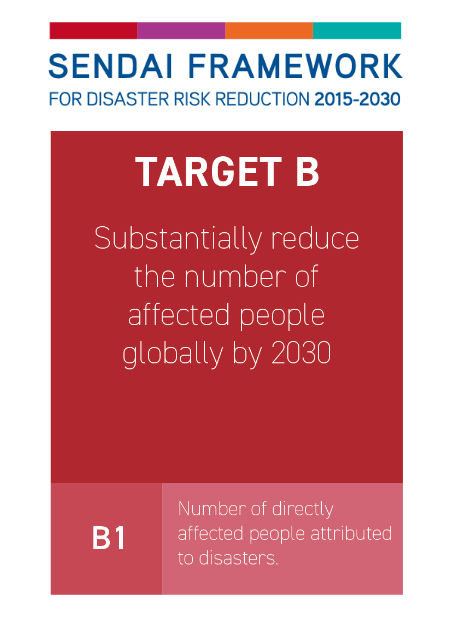 SENDAI FRAMEWORK
FOR DISASTER RISK REDUCTION 2015-2030
TARGET B
Substantially reduce
the number of
affected people
globally by 2030
B1
Number of directly
affected people attributed
to disasters.